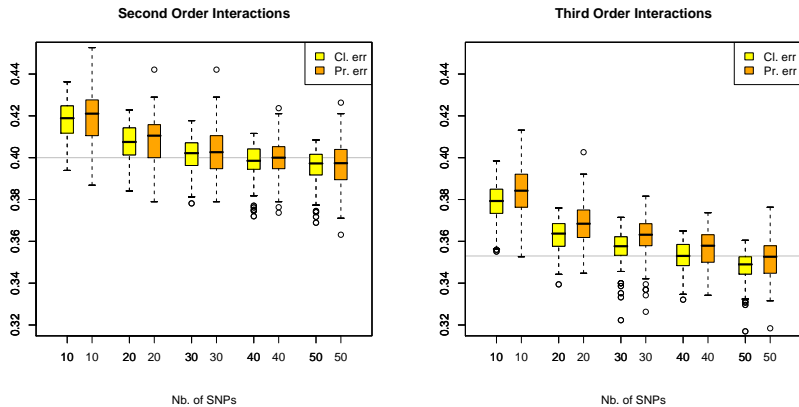 Second Order Interactions
Cl. err
Pr. err
0.44
0.42
0.40
0.38
0.36
0.34
0.32
10 10 20 20 30 30 40 40 50 50
Nb. of SNPs
Third Order Interactions
Cl. err
Pr. err
0.44
0.42
0.40
0.38
0.36
0.34
0.32
10 10 20 20 30 30 40 40 50 50
Nb. of SNPs